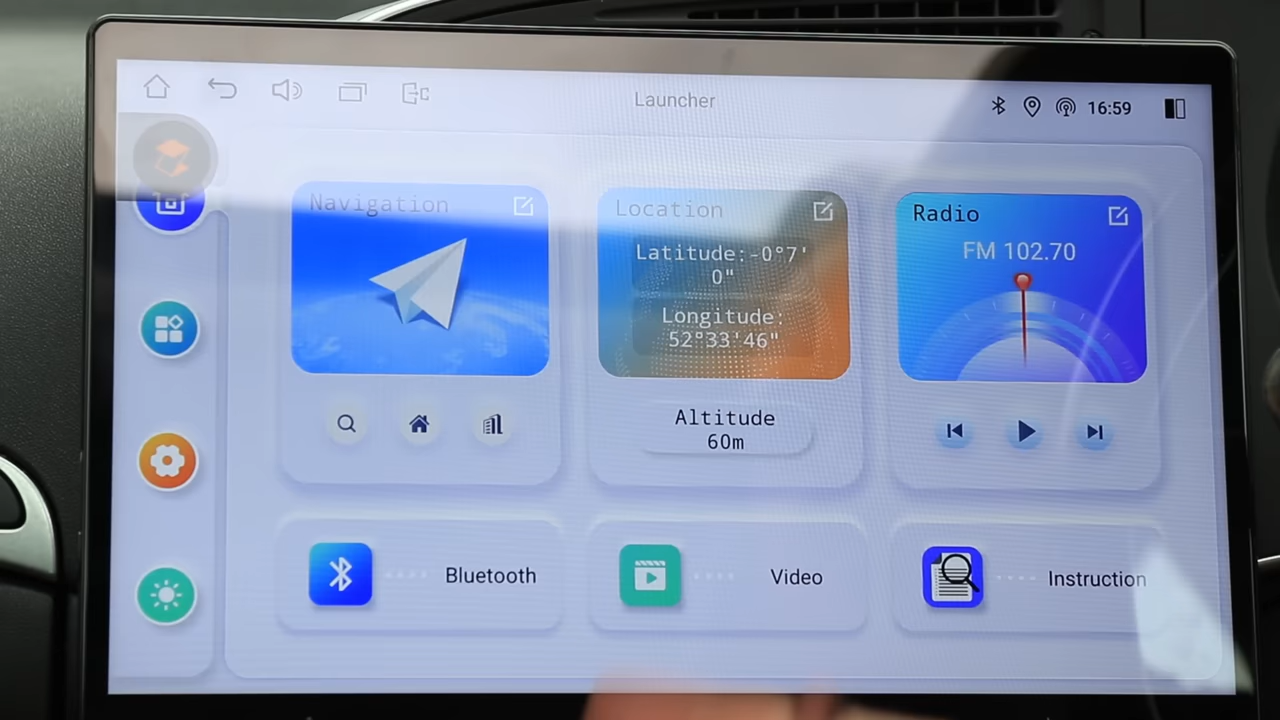 Launcher
16:59
Navigation
Location
Latitude:-0°7'
0"
Longitude:
52°33'46"
Altitude
60m
Radio
FM 102.70
Bluetooth
Video
Instruction